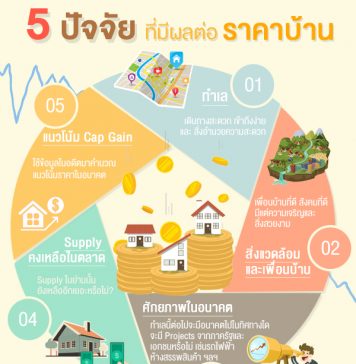 5 ปัจจัย ที่มีผลต่อ ราคาบ้าน
01
ทำเล
เดินทางสะดวก เข้าถึงง่าย
และ สิ่งอำนวยความสะดวก
เพื่อนบ้านที่ดี สังคมที่ดี
มีแต่ความเจริญและ
สิ่งสวยงาม
02
สิ่งแวดล้อม
และเพื่อนบ้าน
ศักยภาพในอนาคต
ทำเลนี้ต่อไปจะมีอนาคตไปในทิศทางใด
จะมี Projects จากภาครัฐและ
เอกชนหรือไม่ เช่นรถไฟฟ้า
ห้างสรรพสินค้า ฯลฯ
Supply
คงเหลือในตลาด
Supply ในย่านนั้น
ยังเหลืออีกเยอะหรือไม่?
04
05
แนวโน้ม Cap Gain
ใช้ข้อมูลในอดีตมาคำนวณ
แนวโน้มราคาในอนาคต